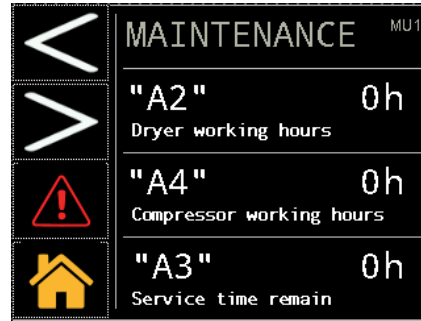 MAINTENANCE MU1
"A2" 0h
Dryer working hours
"A4" 0h
Compressor working hours
"A3" 0h
Service time remain